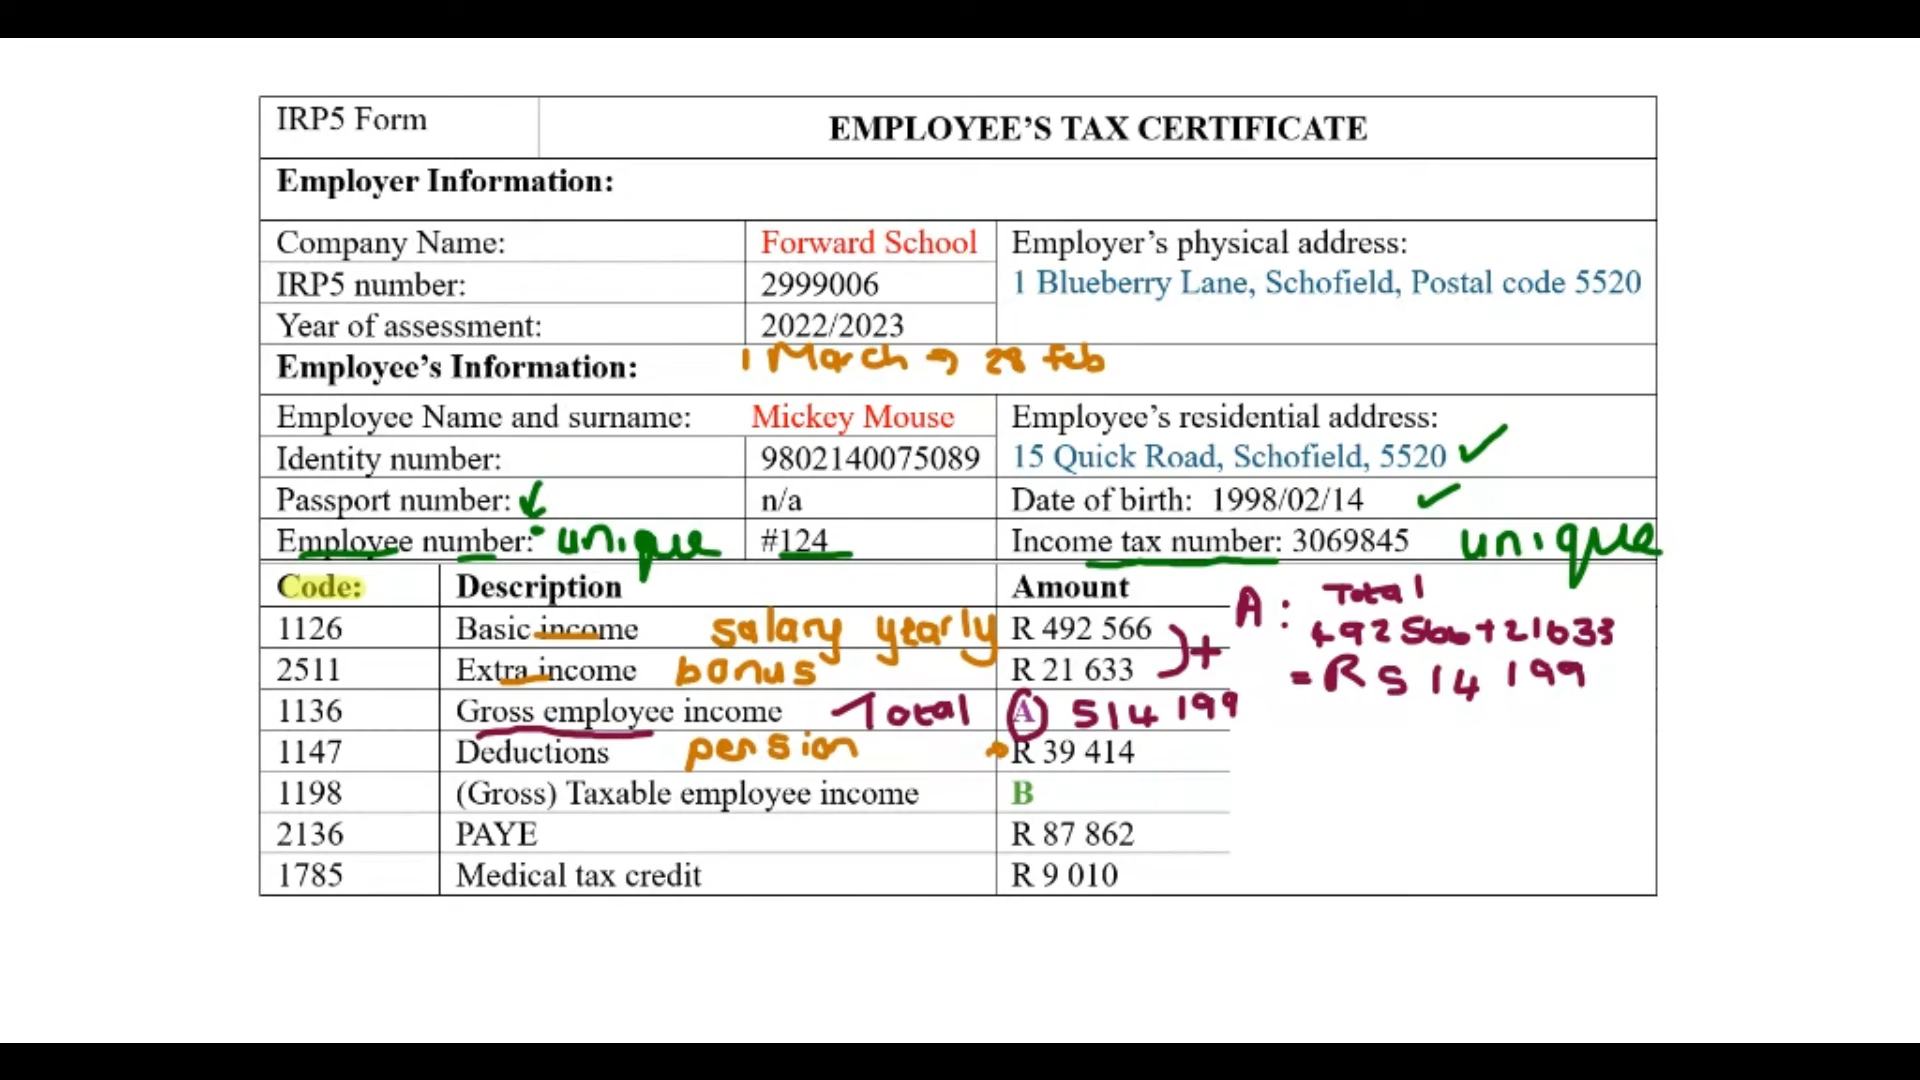 IRP5 Form
EMPLOYEE'S TAX CERTIFICATE
Employer Information:
Company Name: Forward School
Employer's physical address:
IRP5 number: 2999006
1 Blueberry Lane, Schofield, Postal code 5520
Year of assessment: 2022/2023
Employee's Information: 1 March → 28 feb
Employee Name and surname: Mickey Mouse
Employee's residential address:
Identity number: 9802140075089
15 Quick Road, Schofield, 5520
Passport number: n/a
Date of birth: 1998/02/14
Employee number: unique #124
Income tax number: 3069845 unique
Code: Description Amount
1126 Basic income salary yearly R 492 566
2511 Extra income bonus R 21 633
1136 Gross employee income Total A 514 199
1147 Deductions pension R 39 414
1198 (Gross) Taxable employee income B
2136 PAYE R 87 862
1785 Medical tax credit R 9 010
+
A: Total
492 566 + 21633
= R 514 199